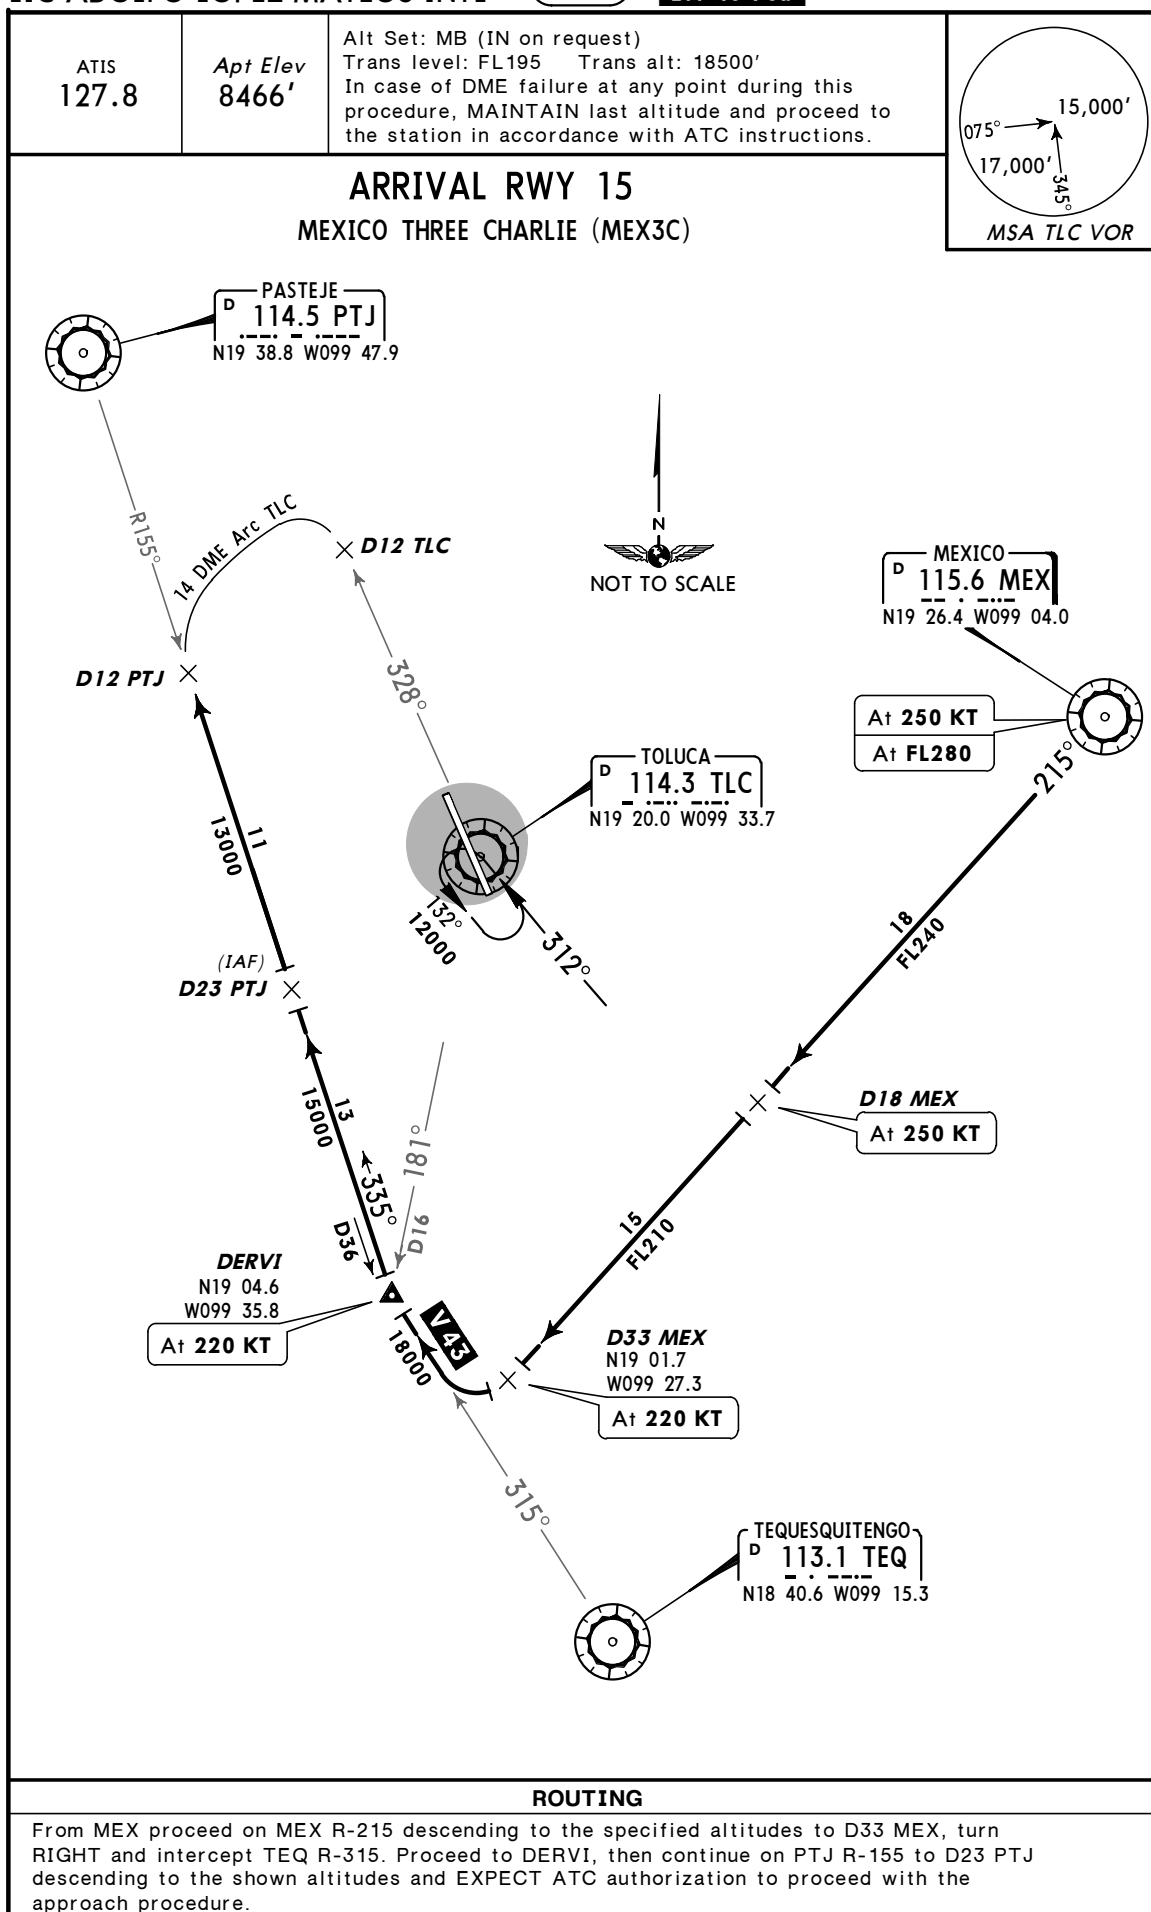 ATIS
127.8
Apt Elev
8466'
Alt Set: MB (IN on request)
Trans level: FL195 Trans alt: 18500'
In case of DME failure at any point during this
procedure, MAINTAIN last altitude and proceed to
the station in accordance with ATC instructions.
075°
15,000'
17,000'
345°
MSA TLC VOR
ARRIVAL RWY 15
MEXICO THREE CHARLIE (MEX3C)
PASTEJE
D 114.5 PTJ
N19 38.8 W099 47.9
R155°
14 DME Arc TLC
D12 TLC
N
NOT TO SCALE
MEXICO
D 115.6 MEX
N19 26.4 W099 04.0
D12 PTJ
328°
At 250 KT
At FL280
215°
TOLUCA
D 114.3 TLC
N19 20.0 W099 33.7
11
13000
132°
12000
312°
18
FL240
(IAF)
D23 PTJ
13
15000
D18 MEX
At 250 KT
181°
D16
335°
D36
15
FL210
DERVI
N19 04.6
W099 35.8
At 220 KT
V 43
18000
D33 MEX
N19 01.7
W099 27.3
At 220 KT
315°
TEQUESQUITENGO
D 113.1 TEQ
N18 40.6 W099 15.3
ROUTING
From MEX proceed on MEX R-215 descending to the specified altitudes to D33 MEX, turn
RIGHT and intercept TEQ R-315. Proceed to DERVI, then continue on PTJ R-155 to D23 PTJ
descending to the shown altitudes and EXPECT ATC authorization to proceed with the
approach procedure.